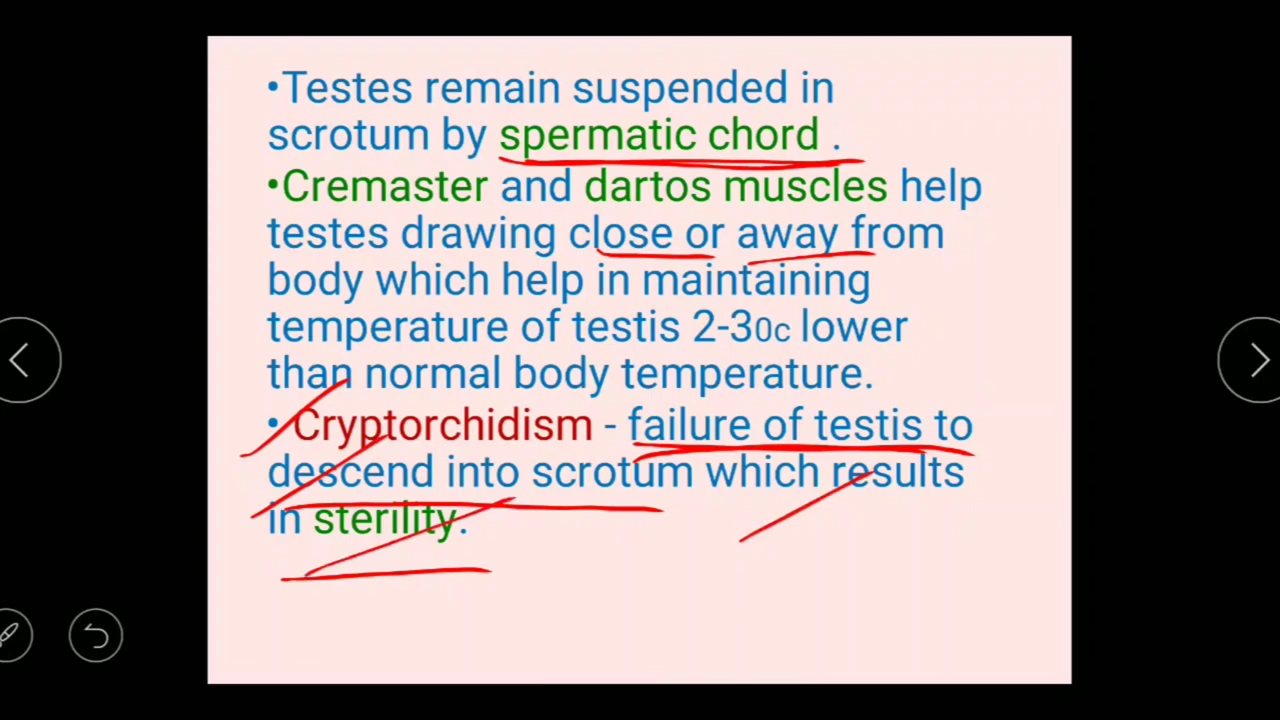 •Testes remain suspended in
scrotum by spermatic chord .
•Cremaster and dartos muscles help
testes drawing close or away from
body which help in maintaining
temperature of testis 2-30c lower
than normal body temperature.
• Cryptorchidism - failure of testis to
descend into scrotum which results
in sterility.